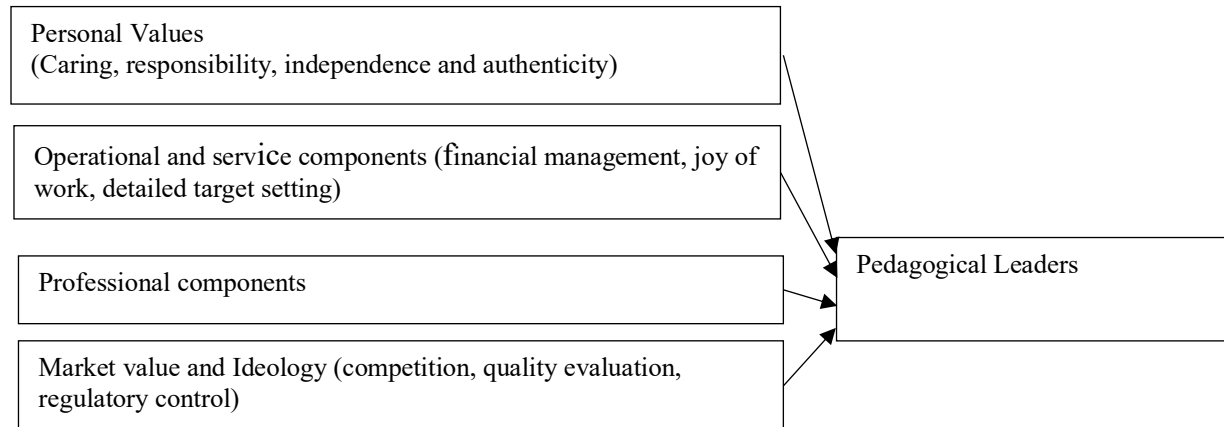 Personal Values
(Caring, responsibility, independence and authenticity)
Operational and service components (financial management, joy of
work, detailed target setting)
Professional components
Market value and Ideology (competition, quality evaluation,
regulatory control)
Pedagogical Leaders